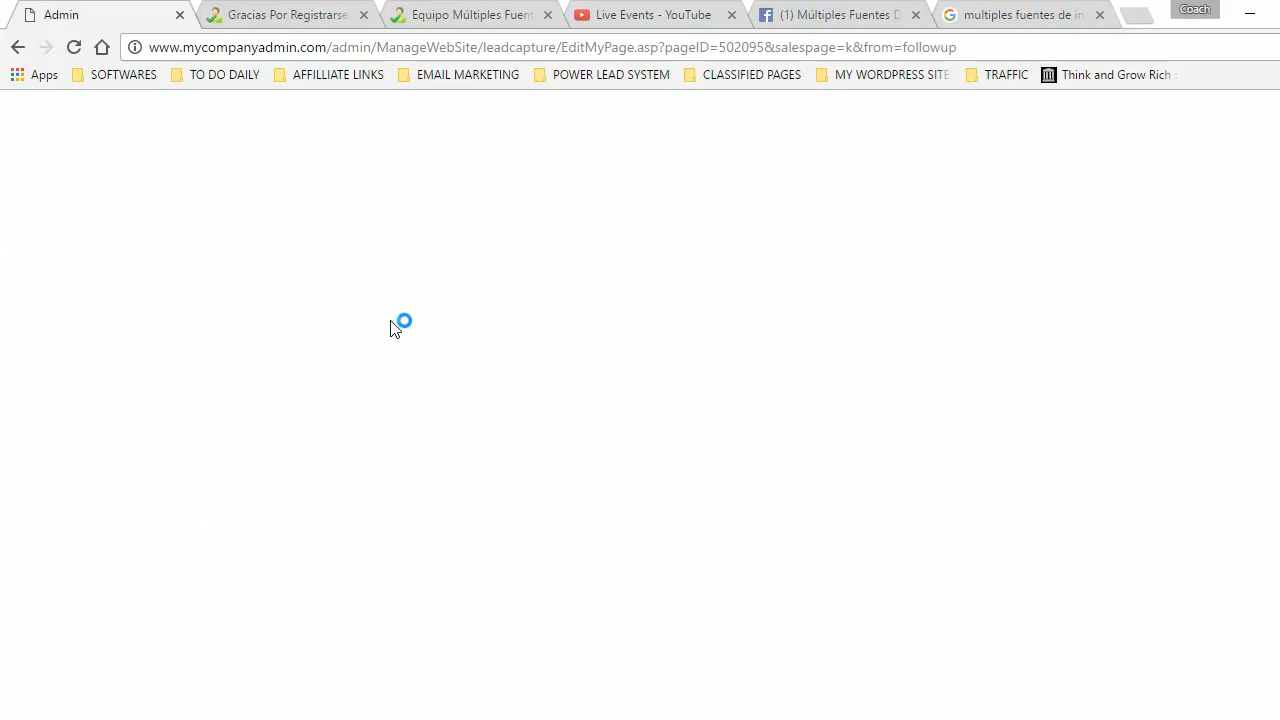 Admin
Gracias Por Registrarse
Equipo Múltiples Fuen
Live Events - YouTube
(1) Múltiples Fuentes D
multiples fuentes de in
Coach
www.mycompanyadmin.com/admin/ManageWebSite/leadcapture/EditMyPage.asp?pageID=502095&salespage=k&from=followup
Apps
SOFTWARES
TO DO DAILY
AFFILLIATE LINKS
EMAIL MARKETING
POWER LEAD SYSTEM
CLASSIFIED PAGES
MY WORDPRESS SITE
TRAFFIC
Think and Grow Rich